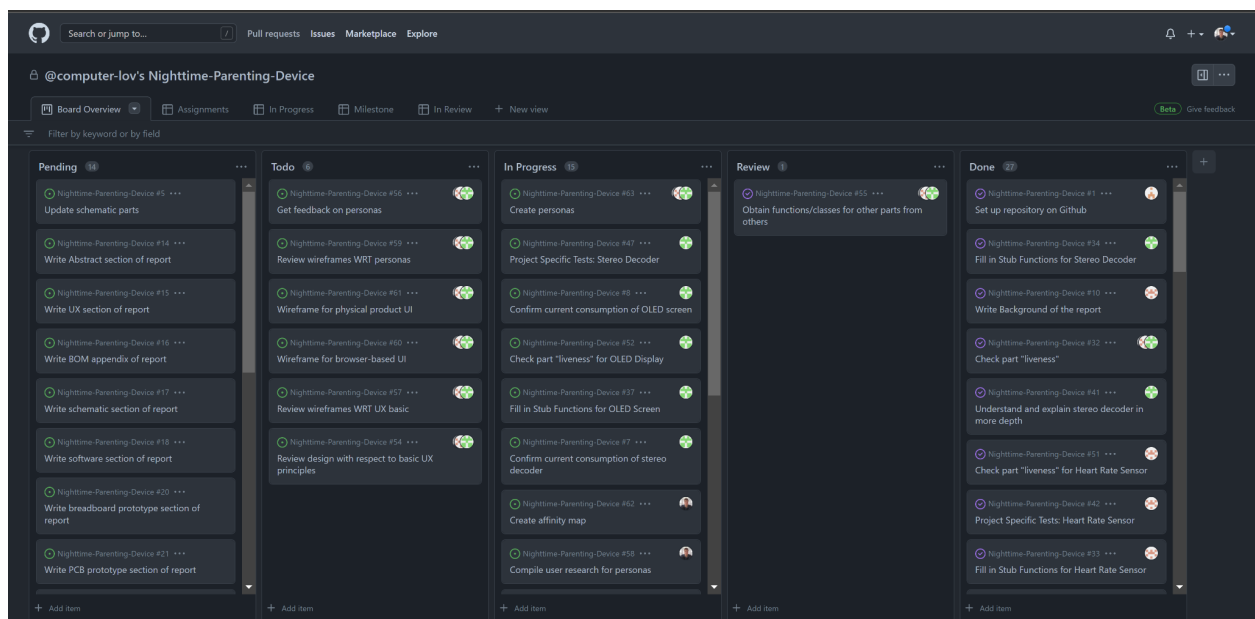 Search or jump to... /
Pull requests Issues Marketplace Explore
@computer-lov's Nighttime-Parenting-Device
Board Overview Assignments In Progress Milestone In Review + New view
Beta Give feedback
Filter by keyword or by field
Pending 14
Nighttime-Parenting-Device #5
Update schematic parts
Nighttime-Parenting-Device #14
Write Abstract section of report
Nighttime-Parenting-Device #15
Write UX section of report
Nighttime-Parenting-Device #16
Write BOM appendix of report
Nighttime-Parenting-Device #17
Write schematic section of report
Nighttime-Parenting-Device #18
Write software section of report
Nighttime-Parenting-Device #20
Write breadboard prototype section of
report
Nighttime-Parenting-Device #21
Write PCB prototype section of report
+ Add item
Todo 6
Nighttime-Parenting-Device #56
Get feedback on personas
Nighttime-Parenting-Device #59
Review wireframes WRT personas
Nighttime-Parenting-Device #61
Wireframe for physical product UI
Nighttime-Parenting-Device #60
Wireframe for browser-based UI
Nighttime-Parenting-Device #57
Review wireframes WRT UX basic
Nighttime-Parenting-Device #54
Review design with respect to basic UX
principles
+ Add item
In Progress 15
Nighttime-Parenting-Device #63
Create personas
Nighttime-Parenting-Device #47
Project Specific Tests: Stereo Decoder
Nighttime-Parenting-Device #8
Confirm current consumption of OLED screen
Nighttime-Parenting-Device #52
Check part "liveness" for OLED Display
Nighttime-Parenting-Device #37
Fill in Stub Functions for OLED Screen
Nighttime-Parenting-Device #7
Confirm current consumption of stereo
decoder
Nighttime-Parenting-Device #62
Create affinity map
Nighttime-Parenting-Device #58
Compile user research for personas
+ Add item
Review 1
Nighttime-Parenting-Device #55
Obtain functions/classes for other parts from
others
+ Add item
Done 27
Nighttime-Parenting-Device #1
Set up repository on Github
Nighttime-Parenting-Device #34
Fill in Stub Functions for Stereo Decoder
Nighttime-Parenting-Device #10
Write Background of the report
Nighttime-Parenting-Device #32
Check part "liveness"
Nighttime-Parenting-Device #41
Understand and explain stereo decoder in
more depth
Nighttime-Parenting-Device #51
Check part "liveness" for Heart Rate Sensor
Nighttime-Parenting-Device #42
Project Specific Tests: Heart Rate Sensor
Nighttime-Parenting-Device #33
Fill in Stub Functions for Heart Rate Sensor
+ Add item